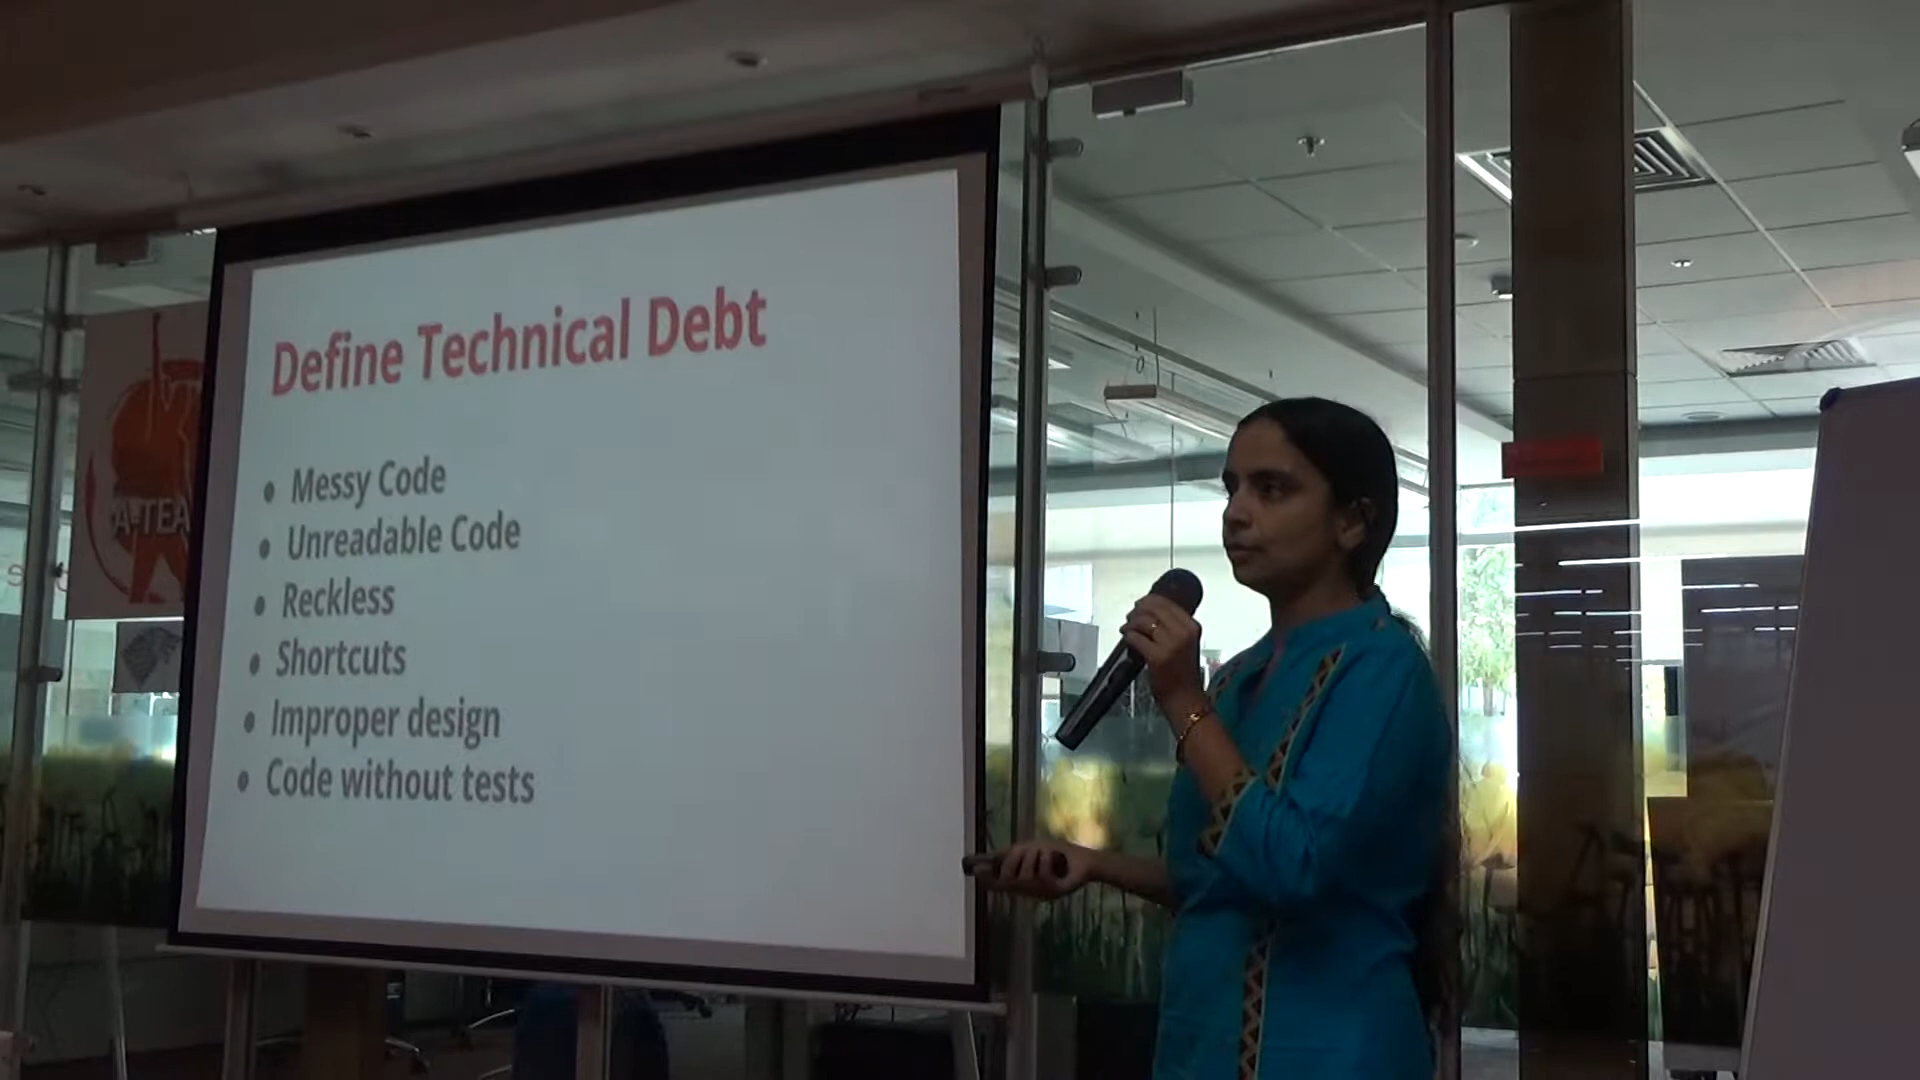 Define Technical Debt
Messy Code
Unreadable Code
Reckless
Shortcuts
Improper design
Code without tests